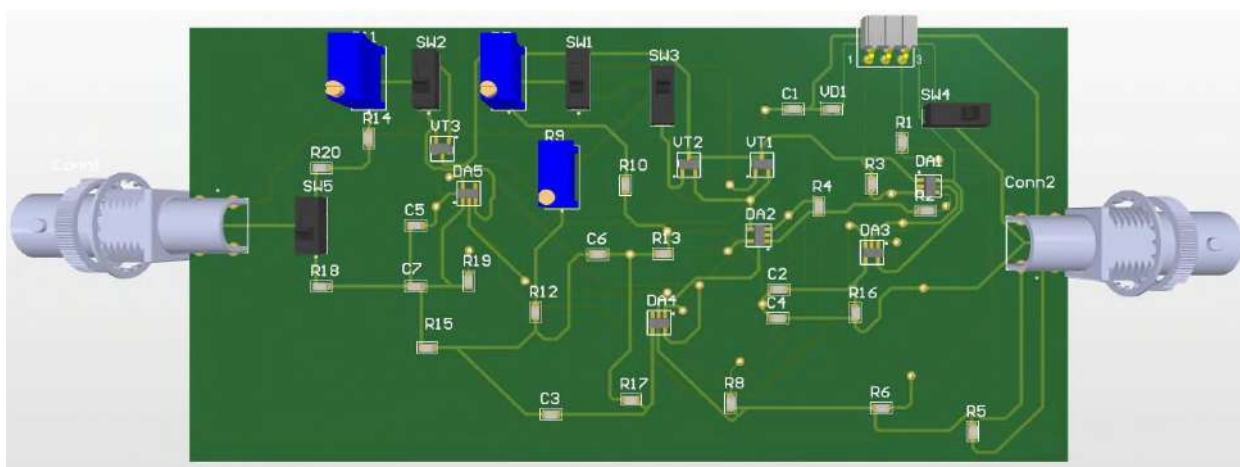 SW2
SW1
SW3
1
3
C1
VD1
SW4
R14
VT3
R9
VT2
VT1
R1
R20
DA5
R10
R3
DA1
Conn2
SW5
R4
R2
C5
DA2
DA3
C6
R13
R18
C7
R19
C2
R12
DA4
C4
R16
R15
R17
R8
R6
C3
R5